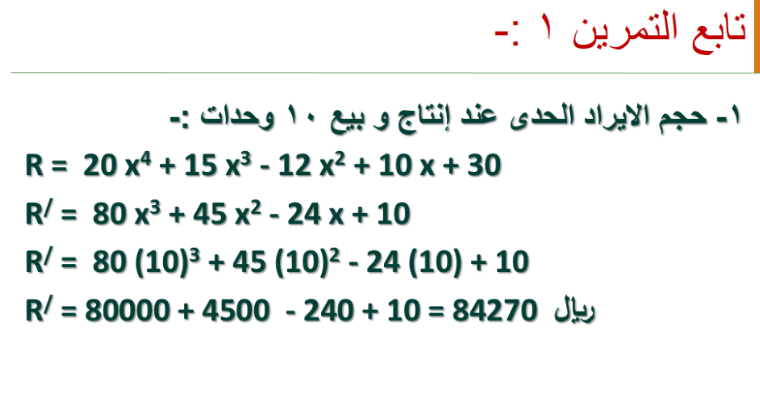 تابع التمرين ١ :-
١- حجم الايراد الحدى عند إنتاج و بيع ١٠ وحدات :-
R = 20 x⁴ + 15 x³ - 12 x² + 10 x + 30
R/ = 80 x³ + 45 x² - 24 x + 10
R/ = 80 (10)³ + 45 (10)² - 24 (10) + 10
R/ = 80000 + 4500 - 240 + 10 = 84270 ريال